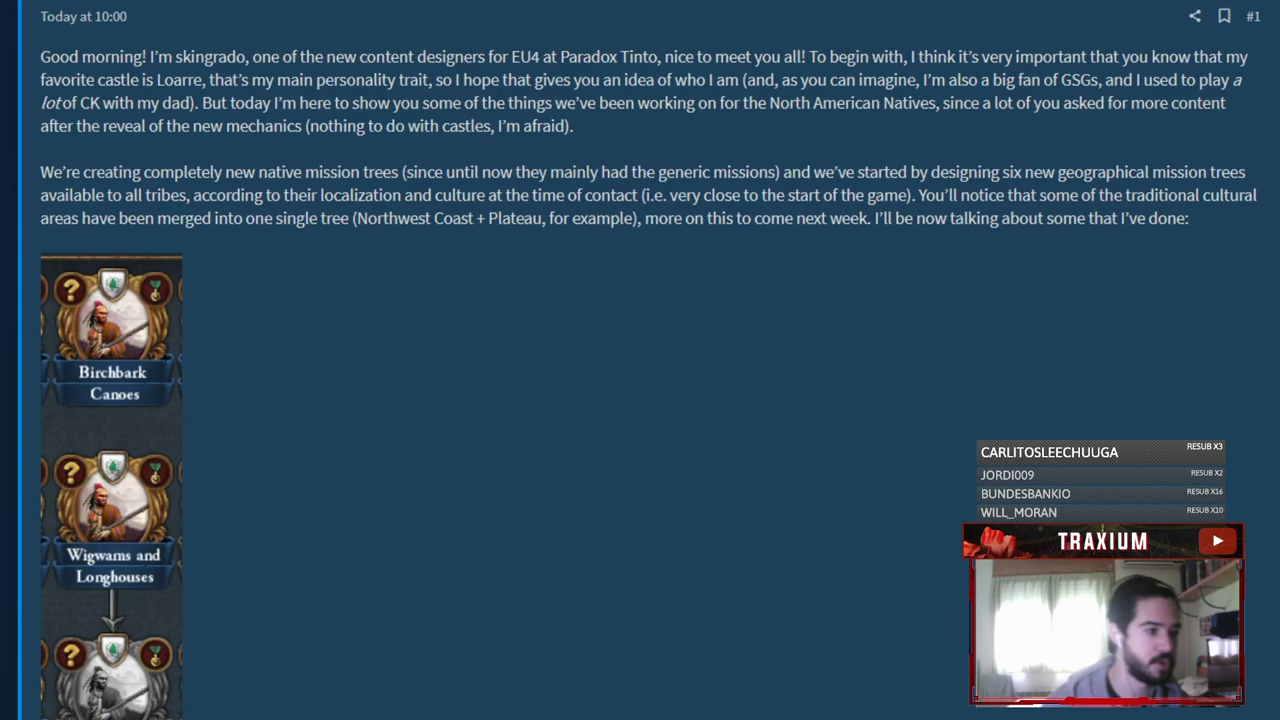 Today at 10:00
#1
Good morning! I'm skingrado, one of the new content designers for EU4 at Paradox Tinto, nice to meet you all! To begin with, I think it's very important that you know that my
favorite castle is Loarre, that's my main personality trait, so I hope that gives you an idea of who I am (and, as you can imagine, I'm also a big fan of GSGs, and I used to play a
lot of CK with my dad). But today I'm here to show you some of the things we've been working on for the North American Natives, since a lot of you asked for more content
after the reveal of the new mechanics (nothing to do with castles, I'm afraid).
We're creating completely new native mission trees (since until now they mainly had the generic missions) and we've started by designing six new geographical mission trees
available to all tribes, according to their localization and culture at the time of contact (i.e. very close to the start of the game). You'll notice that some of the traditional cultural
areas have been merged into one single tree (Northwest Coast + Plateau, for example), more on this to come next week. I'll be now talking about some that I've done:
?
Birchbark
Canoes
?
Wigwams and
Longhouses
?
CARLITOSLEECHUUGA RESUB X3
JORDI009 RESUB X2
BUNDESBANKIO RESUB X16
WILL_MORAN RESUB X10
TRAXIUM